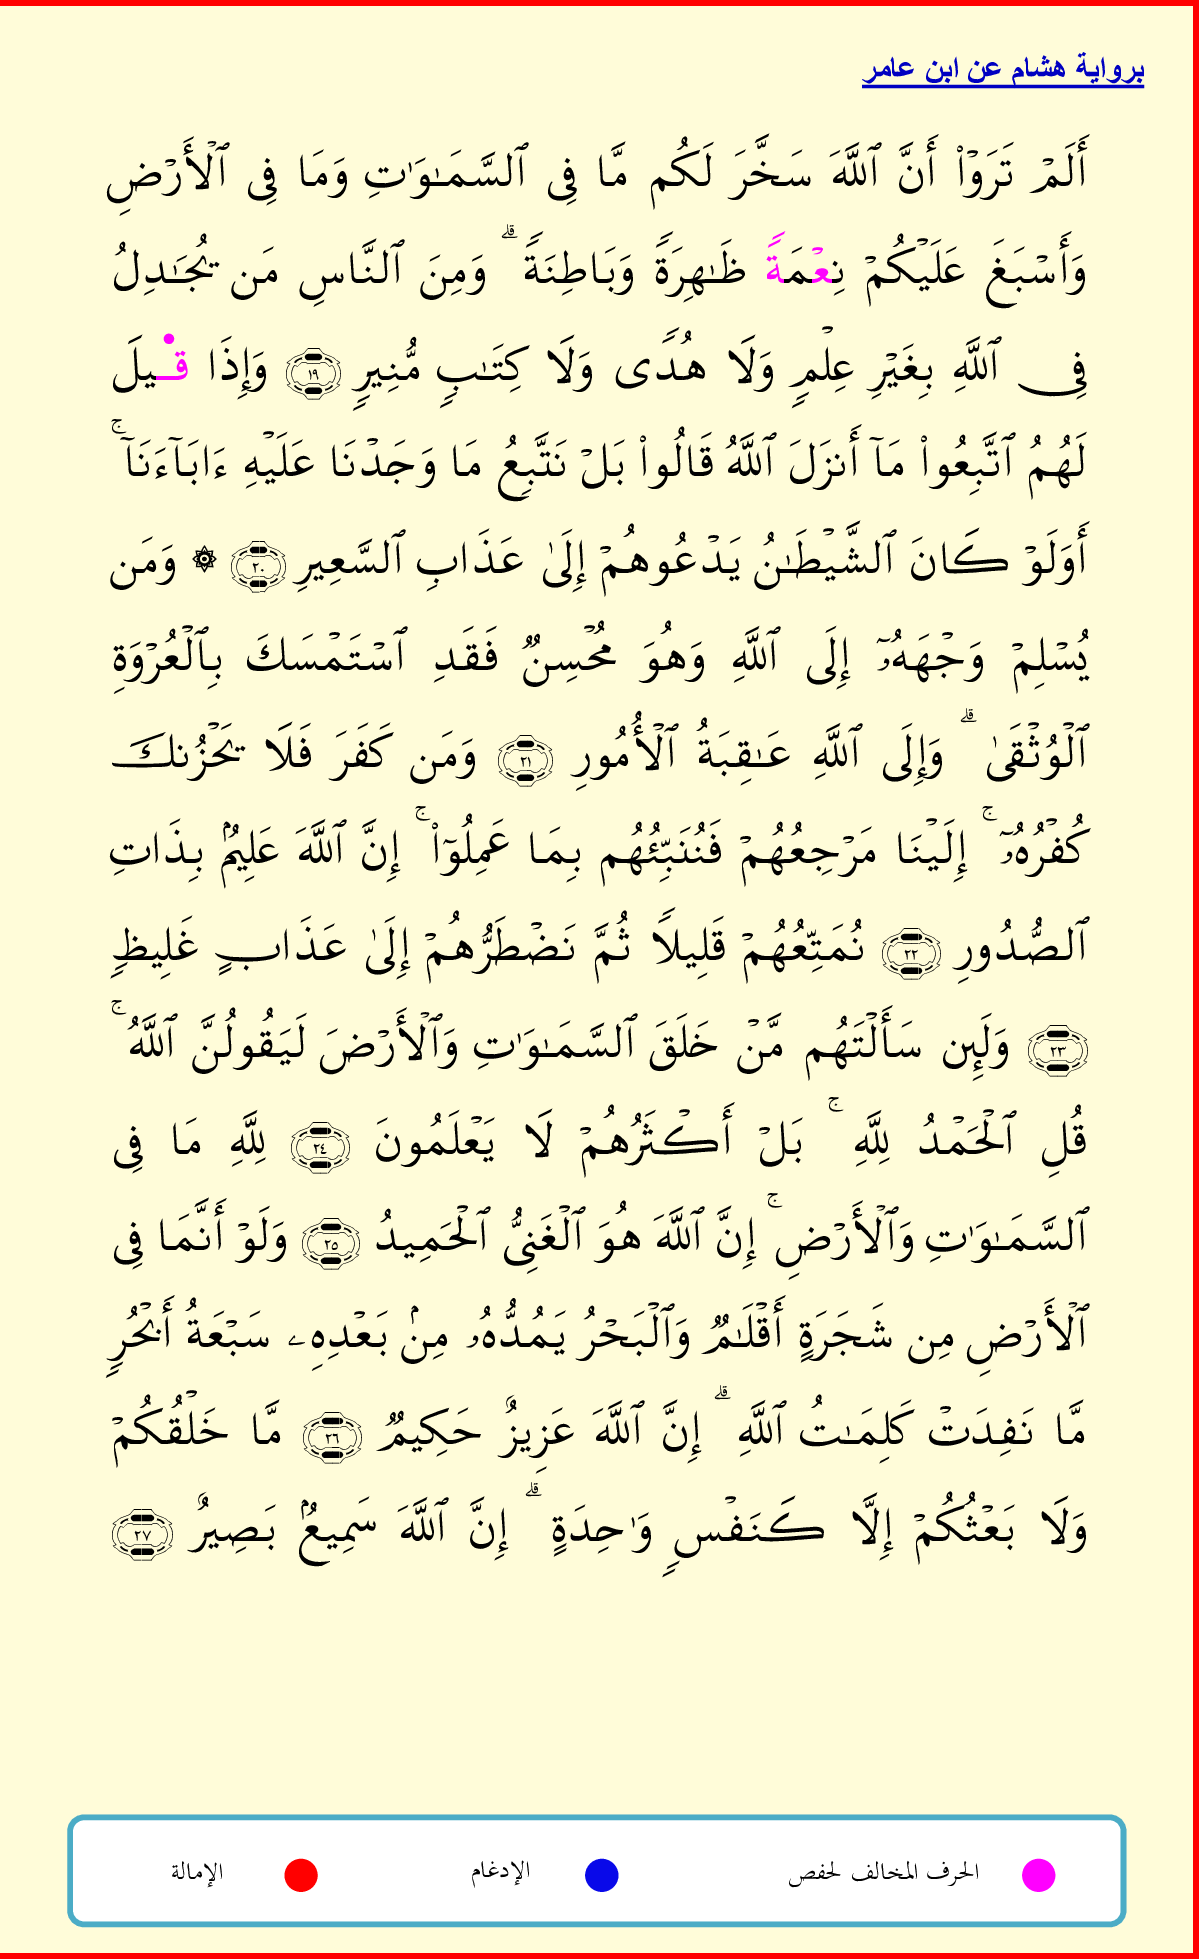 برواية هشام عن ابن عامر
أَلَمۡ تَرَوۡاْ أَنَّ ٱللَّهَ سَخَّرَ لَكُم مَّا فِي ٱلسَّمَٰوَٰتِ وَمَا فِي ٱلۡأَرۡضِ
وَأَسۡبَغَ عَلَيۡكُمۡ نِعۡمَةٗ ظَٰهِرَةٗ وَبَاطِنَةٗۗ وَمِنَ ٱلنَّاسِ مَن يُجَٰدِلُ
فِي ٱللَّهِ بِغَيۡرِ عِلۡمٖ وَلَا هُدٗى وَلَا كِتَٰبٖ مُّنِيرٖ ١٩ وَإِذَا قِيلَ
لَهُمُ ٱتَّبِعُواْ مَآ أَنزَلَ ٱللَّهُ قَالُواْ بَلۡ نَتَّبِعُ مَا وَجَدۡنَا عَلَيۡهِ ءَابَآءَنَآۚ
أَوَلَوۡ كَانَ ٱلشَّيۡطَٰنُ يَدۡعُوهُمۡ إِلَىٰ عَذَابِ ٱلسَّعِيرِ ٢٠ ۞ وَمَن
يُسۡلِمۡ وَجۡهَهُۥٓ إِلَى ٱللَّهِ وَهُوَ مُحۡسِنٞ فَقَدِ ٱسۡتَمۡسَكَ بِٱلۡعُرۡوَةِ
ٱلۡوُثۡقَىٰۗ وَإِلَى ٱللَّهِ عَٰقِبَةُ ٱلۡأُمُورِ ٢١ وَمَن كَفَرَ فَلَا يَحۡزُنكَ
كُفۡرُهُۥٓۚ إِلَيۡنَا مَرۡجِعُهُمۡ فَنُنَبِّئُهُم بِمَا عَمِلُوٓاْۚ إِنَّ ٱللَّهَ عَلِيمُۢ بِذَاتِ
ٱلصُّدُورِ ٢٢ نُمَتِّعُهُمۡ قَلِيلٗا ثُمَّ نَضۡطَرُّهُمۡ إِلَىٰ عَذَابٍ غَلِيظٖ
٢٣ وَلَئِن سَأَلۡتَهُم مَّنۡ خَلَقَ ٱلسَّمَٰوَٰتِ وَٱلۡأَرۡضَ لَيَقُولُنَّ ٱللَّهُۚ
قُلِ ٱلۡحَمۡدُ لِلَّهِۚ بَلۡ أَكۡثَرُهُمۡ لَا يَعۡلَمُونَ ٢٤ لِلَّهِ مَا فِي
ٱلسَّمَٰوَٰتِ وَٱلۡأَرۡضِۚ إِنَّ ٱللَّهَ هُوَ ٱلۡغَنِيُّ ٱلۡحَمِيدُ ٢٥ وَلَوۡ أَنَّمَا فِي
ٱلۡأَرۡضِ مِن شَجَرَةٍ أَقۡلَٰمٞ وَٱلۡبَحۡرُ يَمُدُّهُۥ مِنۢ بَعۡدِهِۦ سَبۡعَةُ أَبۡحُرٖ
مَّا نَفِدَتۡ كَلِمَٰتُ ٱللَّهِۗ إِنَّ ٱللَّهَ عَزِيزٌ حَكِيمٞ ٢٦ مَّا خَلۡقُكُمۡ
وَلَا بَعۡثُكُمۡ إِلَّا كَنَفۡسٖ وَٰحِدَةٍۗ إِنَّ ٱللَّهَ سَمِيعُۢ بَصِيرٌ ٢٧
الحرف المخالف لحفص الإدغام الإمالة